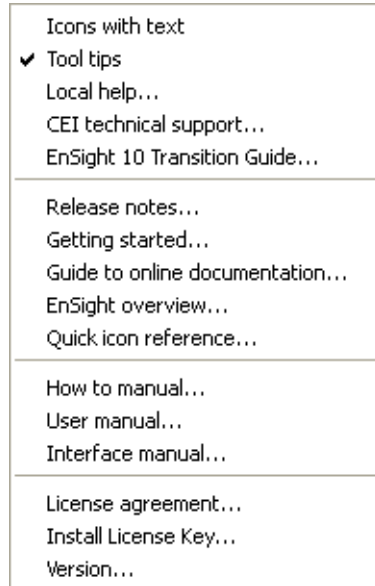 Icons with text
Tool tips
Local help...
CEI technical support...
EnSight 10 Transition Guide...
Release notes...
Getting started...
Guide to online documentation...
EnSight overview...
Quick icon reference...
How to manual...
User manual...
Interface manual...
License agreement...
Install License Key...
Version...